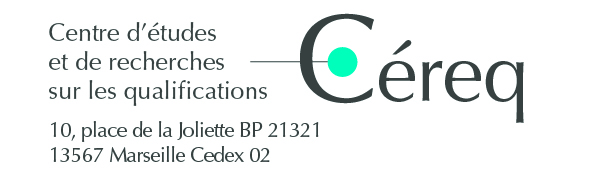 Centre d'études
et de recherches
sur les qualifications
Céreq
10, place de la Joliette BP 21321
13567 Marseille Cedex 02